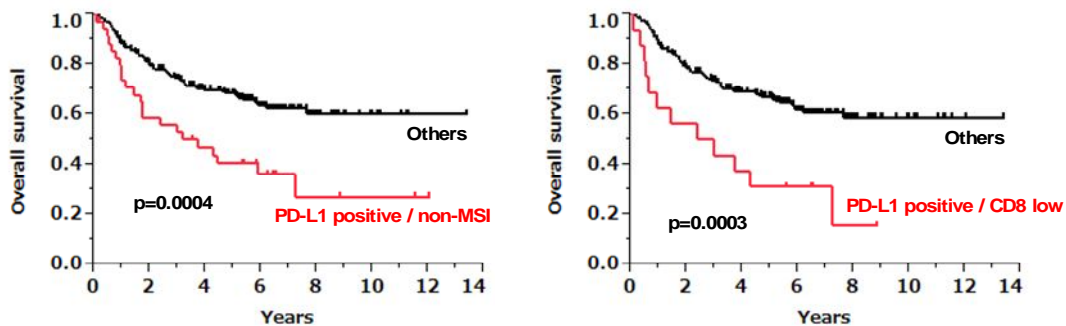 Overall survival
1.0
0.8
0.6
0.4
0.2
0.0
Others
p=0.0004
PD-L1 positive / non-MSI
0 2 4 6 8 10 12 14
Years
Overall survival
1.0
0.8
0.6
0.4
0.2
0.0
Others
PD-L1 positive / CD8 low
p=0.0003
0 2 4 6 8 10 12 14
Years